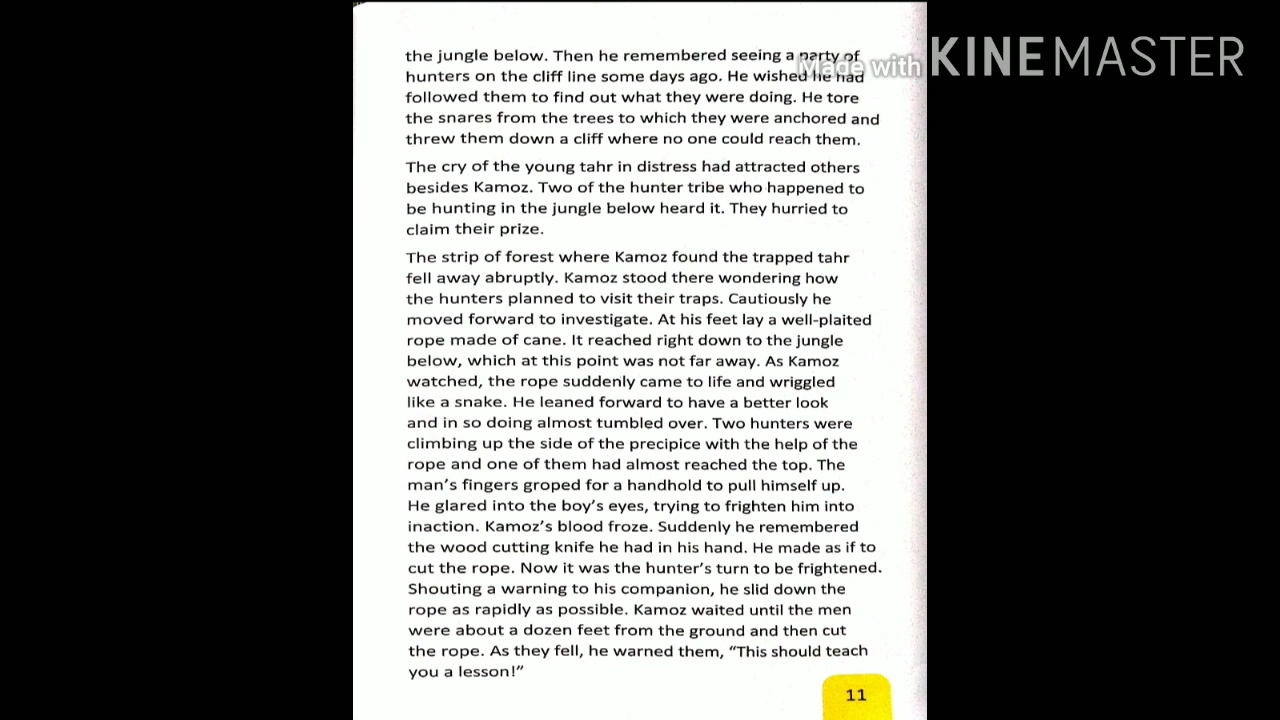 the jungle below. Then he remembered seeing a party of
hunters on the cliff line some days ago. He wished he had
followed them to find out what they were doing. He tore
the snares from the trees to which they were anchored and
threw them down a cliff where no one could reach them.
The cry of the young tahr in distress had attracted others
besides Kamoz. Two of the hunter tribe who happened to
be hunting in the jungle below heard it. They hurried to
claim their prize.
The strip of forest where Kamoz found the trapped tahr
fell away abruptly. Kamoz stood there wondering how
the hunters planned to visit their traps. Cautiously he
moved forward to investigate. At his feet lay a well-plaited
rope made of cane. It reached right down to the jungle
below, which at this point was not far away. As Kamoz
watched, the rope suddenly came to life and wriggled
like a snake. He leaned forward to have a better look
and in so doing almost tumbled over. Two hunters were
climbing up the side of the precipice with the help of the
rope and one of them had almost reached the top. The
man's fingers groped for a handhold to pull himself up.
He glared into the boy's eyes, trying to frighten him into
inaction. Kamoz's blood froze. Suddenly he remembered
the wood cutting knife he had in his hand. He made as if to
cut the rope. Now it was the hunter's turn to be frightened.
Shouting a warning to his companion, he slid down the
rope as rapidly as possible. Kamoz waited until the men
were about a dozen feet from the ground and then cut
the rope. As they fell, he warned them, “This should teach
you a lesson!”
11
Made with KINEMASTER